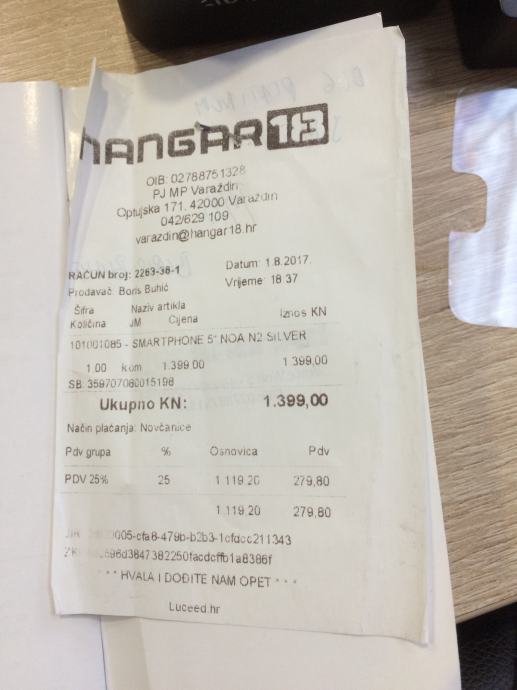 HANGAR 18
OIB: 02788751328
PJ MP Varaždin
Optujska 171, 42000 Varaždin
042/629 109
varazdin@hangar18.hr
RAČUN broj: 2263-36-1 Datum: 1.8.2017.
Prodavač: Boris Buhić Vrijeme: 18:37
Šifra Naziv artikla
Količina JM Cijena Iznos KN
101001085 - SMARTPHONE 5" NOA N2 SILVER
1.00 kom 1.399,00 1.399,00
SB: 359707080015198
Ukupno KN: 1.399,00
Način plaćanja: Novčanice
Pdv grupa % Osnovica Pdv
PDV 25% 25 1.119,20 279,80
1.119,20 279,80
* * * HVALA I DOĐITE NAM OPET * * *
Luceed.hr